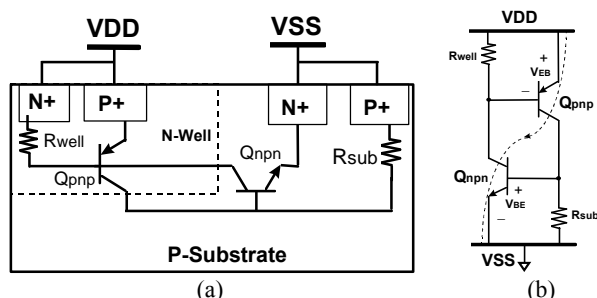 VDD
VSS
N+
P+
N+
P+
Rwell
N-Well
Qnpn
Rsub
Qpnp
P-Substrate
(a)
VDD
Rwell
+
VEB
–
Qpnp
Qnpn
+
VBE
–
Rsub
VSS
(b)